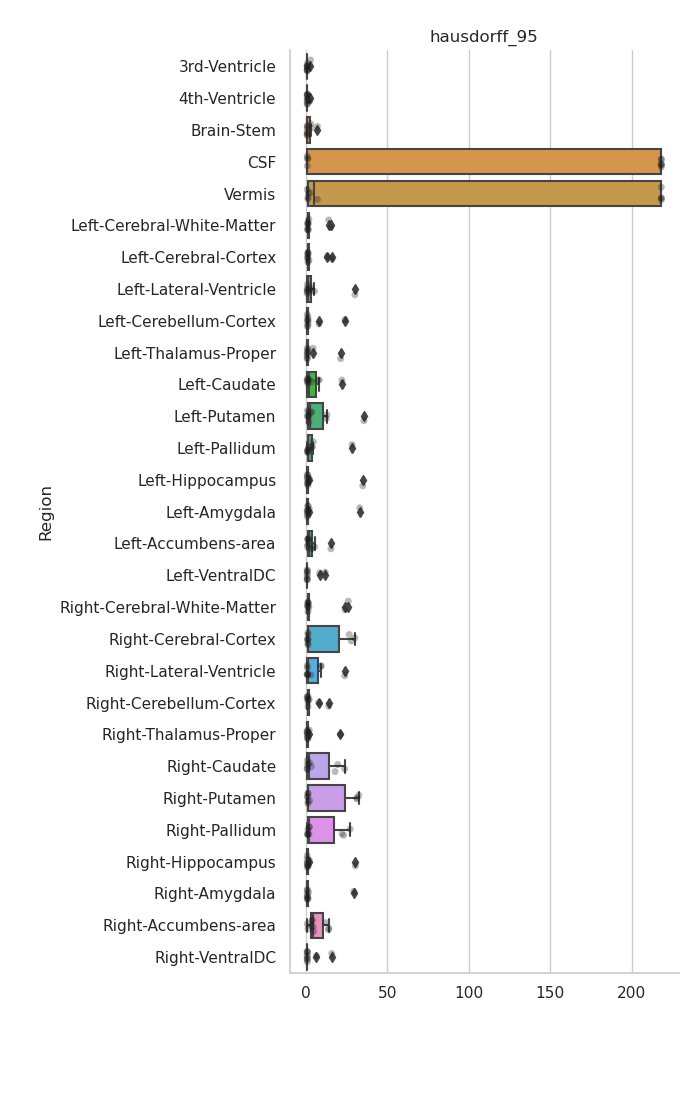 hausdorff_95
3rd-Ventricle
4th-Ventricle
Brain-Stem
CSF
Vermis
Left-Cerebral-White-Matter
Left-Cerebral-Cortex
Left-Lateral-Ventricle
Left-Cerebellum-Cortex
Left-Thalamus-Proper
Left-Caudate
Left-Putamen
Left-Pallidum
Left-Hippocampus
Left-Amygdala
Left-Accumbens-area
Left-VentralDC
Right-Cerebral-White-Matter
Right-Cerebral-Cortex
Right-Lateral-Ventricle
Right-Cerebellum-Cortex
Right-Thalamus-Proper
Right-Caudate
Right-Putamen
Right-Pallidum
Right-Hippocampus
Right-Amygdala
Right-Accumbens-area
Right-VentralDC
Region
0 50 100 150 200